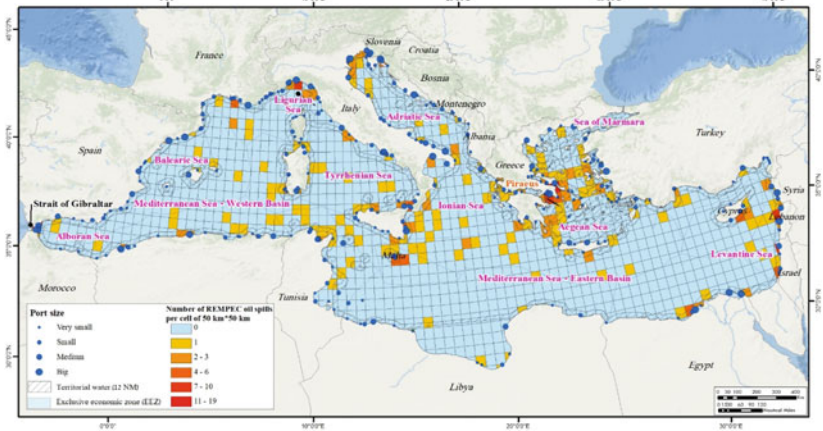 Slovenia
France
Croatia
Bosnia
Ligurian
Sea
Italy
Montenegro
Adriatic Sea
Albania
Sea of Marmara
Turkey
Spain
Balearic Sea
Tyrrhenian Sea
Greece
Piraeus
Strait of Gibraltar
Mediterranean Sea - Western Basin
Ionian Sea
Syria
Cyprus
Lebanon
Alboran Sea
Aegean Sea
Malta
Levantine Sea
Mediterranean Sea - Eastern Basin
Israel
Morocco
Tunisia
Libya
Egypt
Port size
Very small
Small
Medium
Big
Territorial water (12 NM)
Exclusive economic zone (EEZ)
Number of REMPEC oil spills
per cell of 50 km*50 km
0
1
2 - 3
4 - 6
7 - 10
11 - 19
0°0'0"
10°0'0"E
20°0'0"E
30°0'0"E